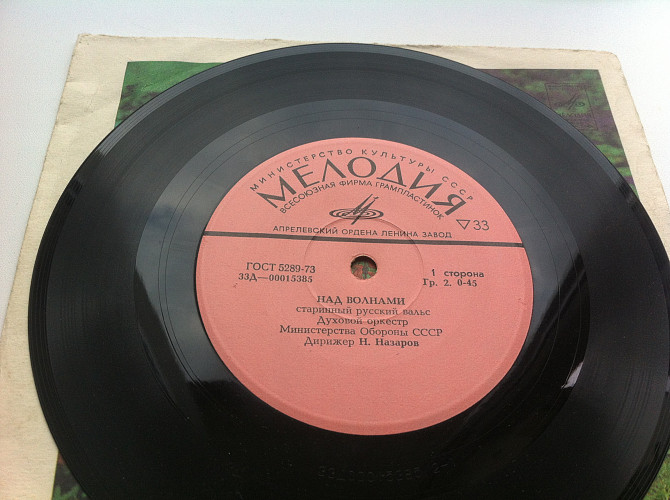 МИНИСТЕРСТВО КУЛЬТУРЫ СССР
МЕЛОДИЯ
ВСЕСОЮЗНАЯ ФИРМА ГРАМПЛАСТИНОК
▽33
АПРЕЛЕВСКИЙ ОРДЕНА ЛЕНИНА ЗАВОД
ГОСТ 5289-73
33Д—00015385
1 сторона
Гр. 2. 0-45
НАД ВОЛНАМИ
старинный русский вальс
Духовой оркестр
Министерства Обороны СССР
Дирижер Н. Назаров